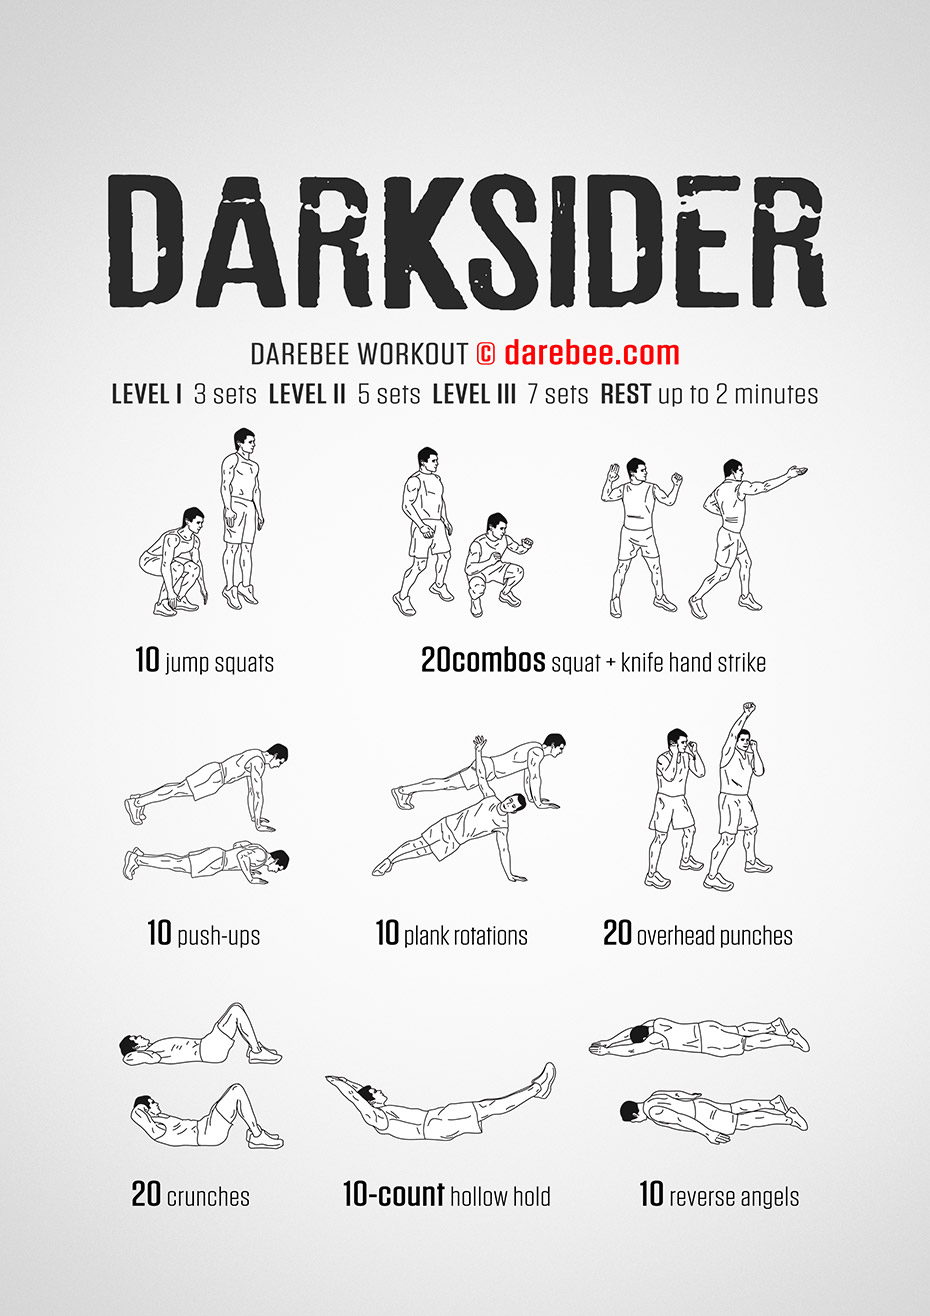 DARKSIDER
DAREBEE WORKOUT © darebee.com
LEVEL I 3 sets LEVEL II 5 sets LEVEL III 7 sets REST up to 2 minutes
10 jump squats
20combos squat + knife hand strike
10 push-ups
10 plank rotations
20 overhead punches
20 crunches
10-count hollow hold
10 reverse angels